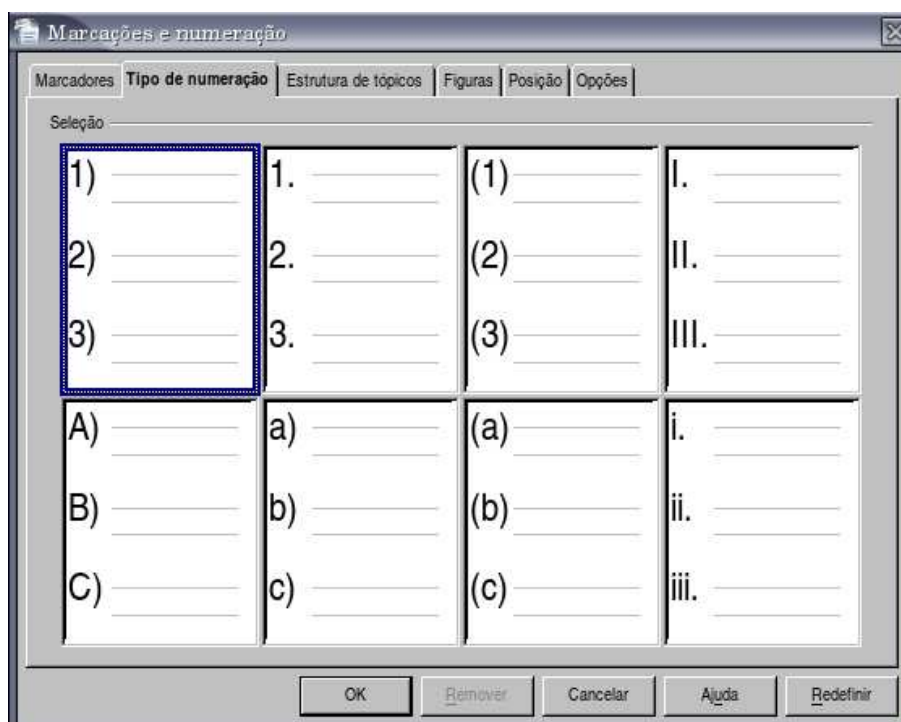 Marcações e numeração
Marcadores Tipo de numeração Estrutura de tópicos Figuras Posição Opções
Seleção
1) 1. (1) I.
2) 2. (2) II.
3) 3. (3) III.
A) a) (a) i.
B) b) (b) ii.
C) c) (c) iii.
OK Remover Cancelar Ajuda Redefinir